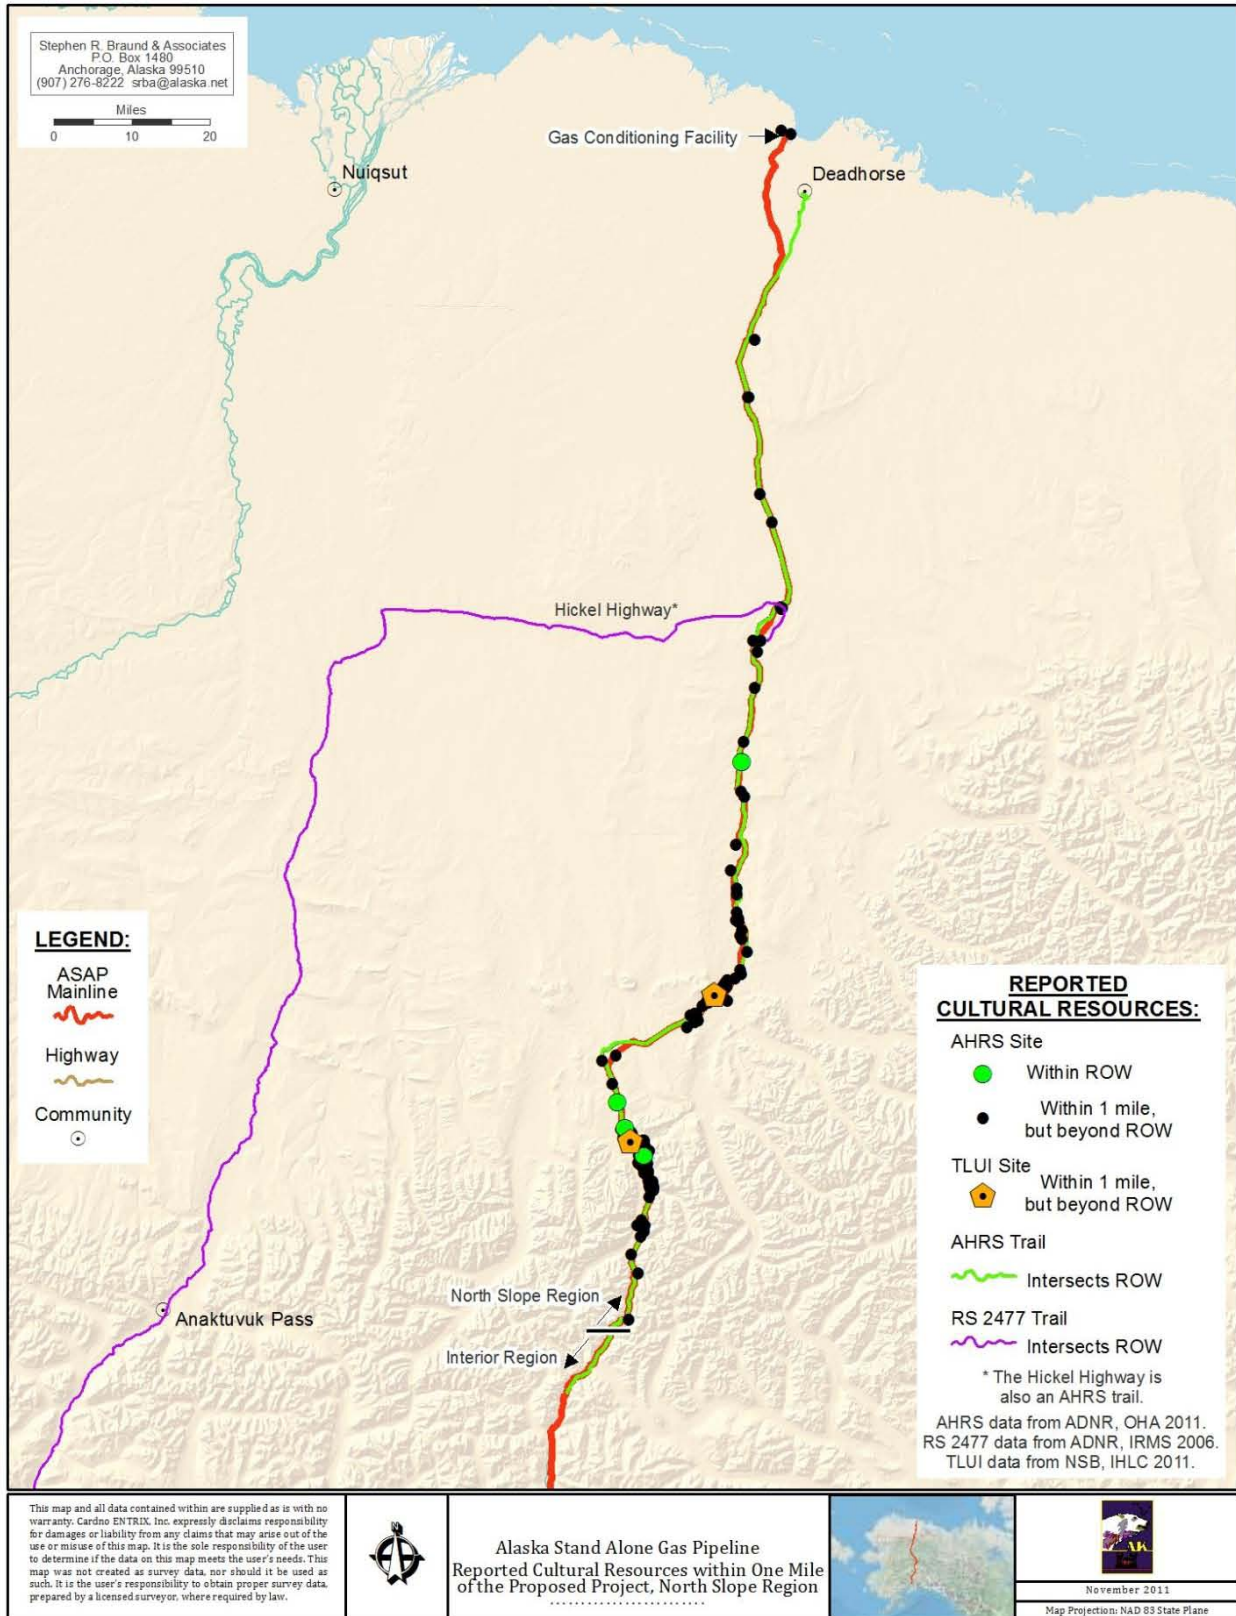 Stephen R. Braund & Associates
P.O. Box 1480
Anchorage, Alaska 99510
(907) 276-8222 srba@alaska.net
Miles
0 10 20
Nuiqsut
Gas Conditioning Facility
Deadhorse
Hickel Highway*
LEGEND:
ASAP
Mainline
Highway
Community
REPORTED
CULTURAL RESOURCES:
AHRS Site
Within ROW
Within 1 mile,
but beyond ROW
TLUI Site
Within 1 mile,
but beyond ROW
AHRS Trail
Intersects ROW
RS 2477 Trail
Intersects ROW
* The Hickel Highway is
also an AHRS trail.
AHRS data from ADNR, OHA 2011.
RS 2477 data from ADNR, IRMS 2006.
TLUI data from NSB, IHLC 2011.
North Slope Region
Anaktuvuk Pass
Interior Region
This map and all data contained within are supplied as is with no
warranty. Cardno ENTRIX, Inc. expressly disclaims responsibility
for damages or liability from any claims that may arise out of the
use or misuse of this map. It is the sole responsibility of the user
to determine if the data on this map meets the user's needs. This
map was not created as survey data, nor should it be used as
such. It is the user's responsibility to obtain proper survey data,
prepared by a licensed surveyor, where required by law.
Alaska Stand Alone Gas Pipeline
Reported Cultural Resources within One Mile
of the Proposed Project, North Slope Region
AK
November 2011
Map Projection: NAD 83 State Plane